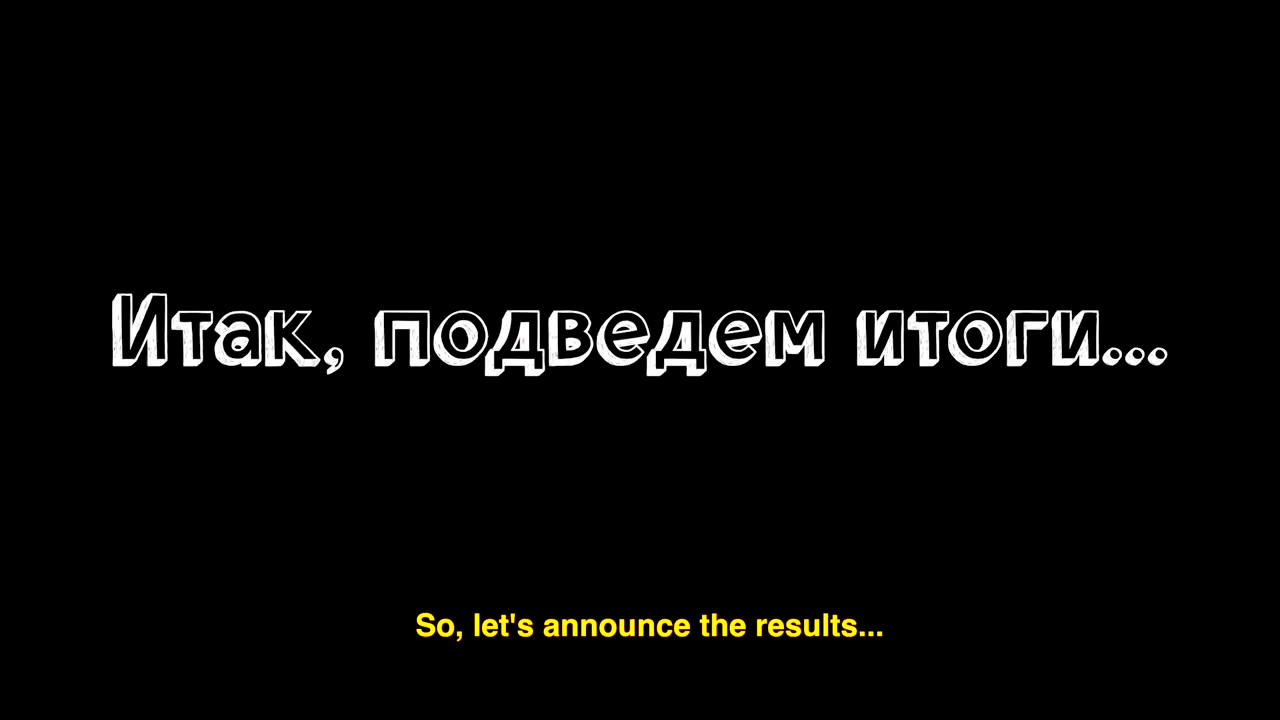 Итак, подведем итоги...
So, let's announce the results...